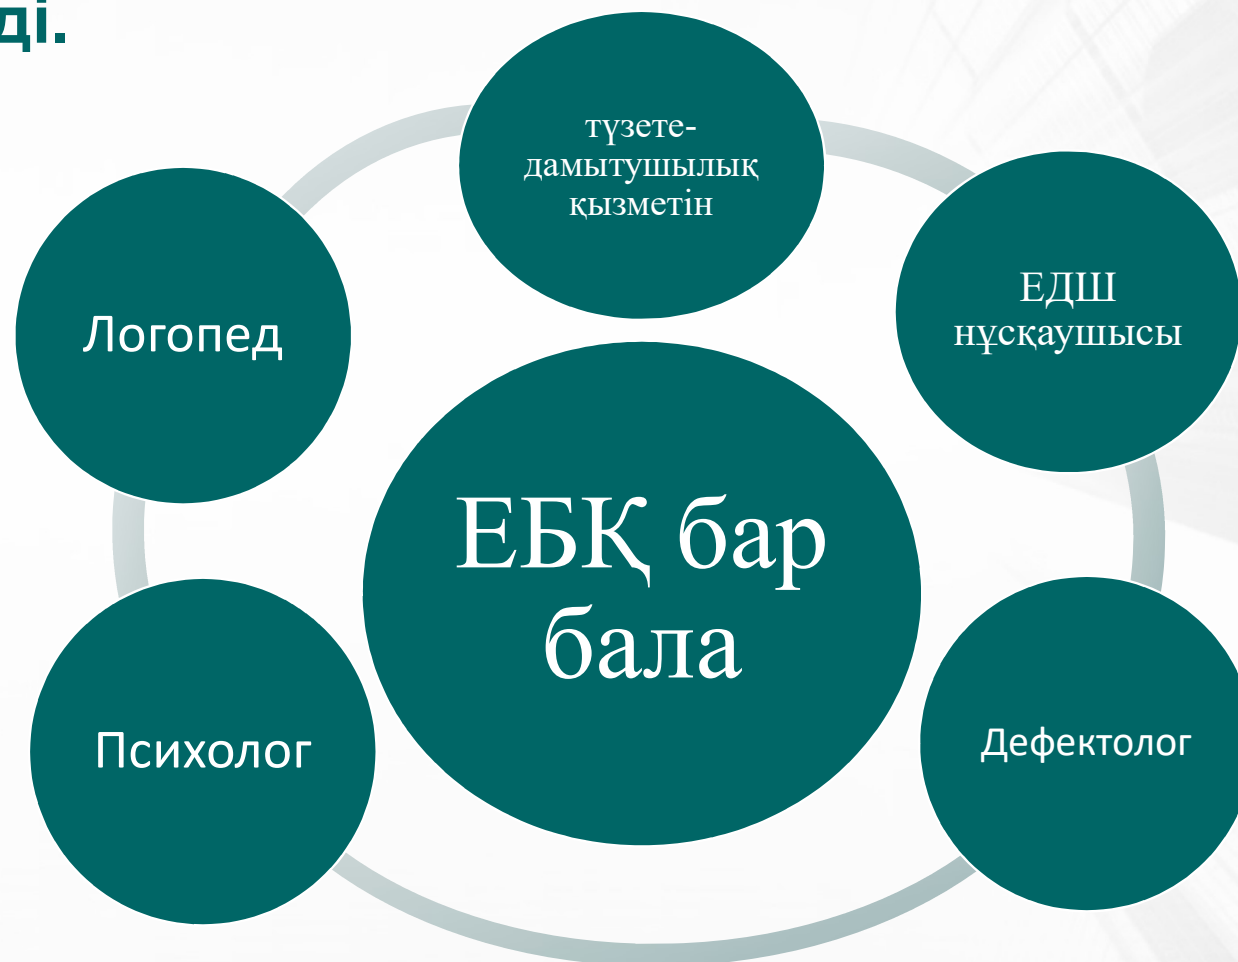 ді.
түзете-
дамытушылық
қызметін
ЕДШ
нұсқаушысы
Логопед
ЕБҚ бар
бала
Психолог
Дефектолог